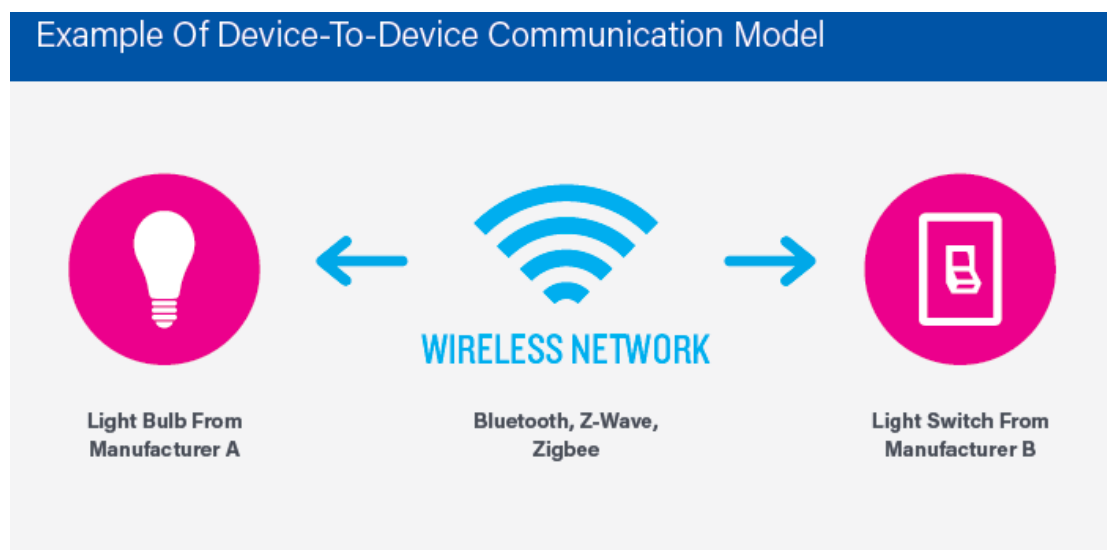 Example Of Device-To-Device Communication Model
WIRELESS NETWORK
Light Bulb From
Manufacturer A
Bluetooth, Z-Wave,
Zigbee
Light Switch From
Manufacturer B